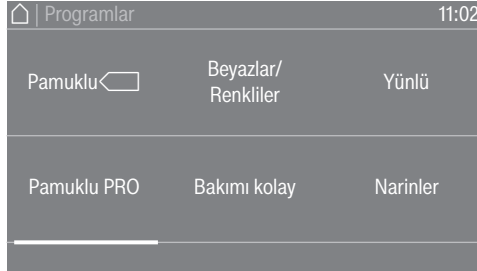 | Programlar 11:02
Pamuklu Beyazlar/ Yünlü
Renkliler
Pamuklu PRO Bakımı kolay Narinler